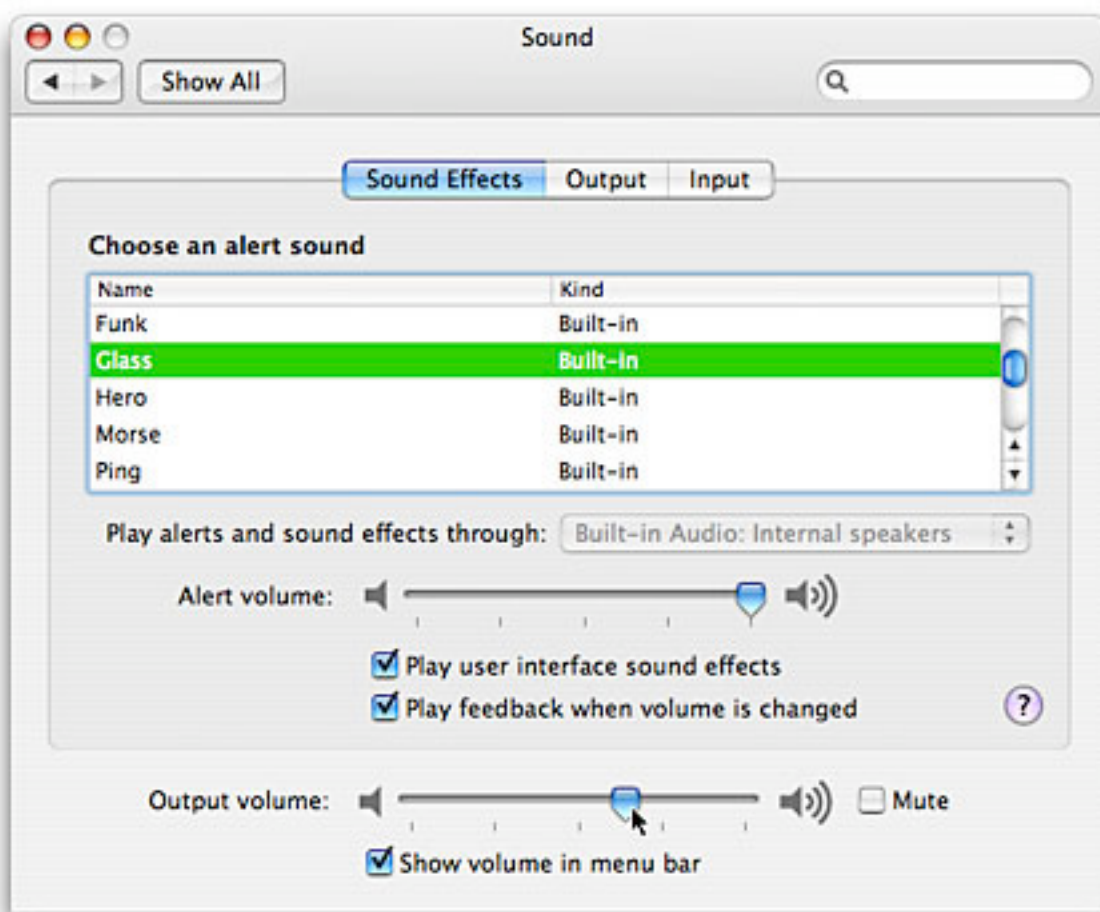 Sound
Show All
Sound Effects Output Input
Choose an alert sound
Name Kind
Funk Built-in
Glass Built-in
Hero Built-in
Morse Built-in
Ping Built-in
Play alerts and sound effects through: Built-in Audio: Internal speakers
Alert volume:
Play user interface sound effects
Play feedback when volume is changed
?
Output volume: Mute
Show volume in menu bar